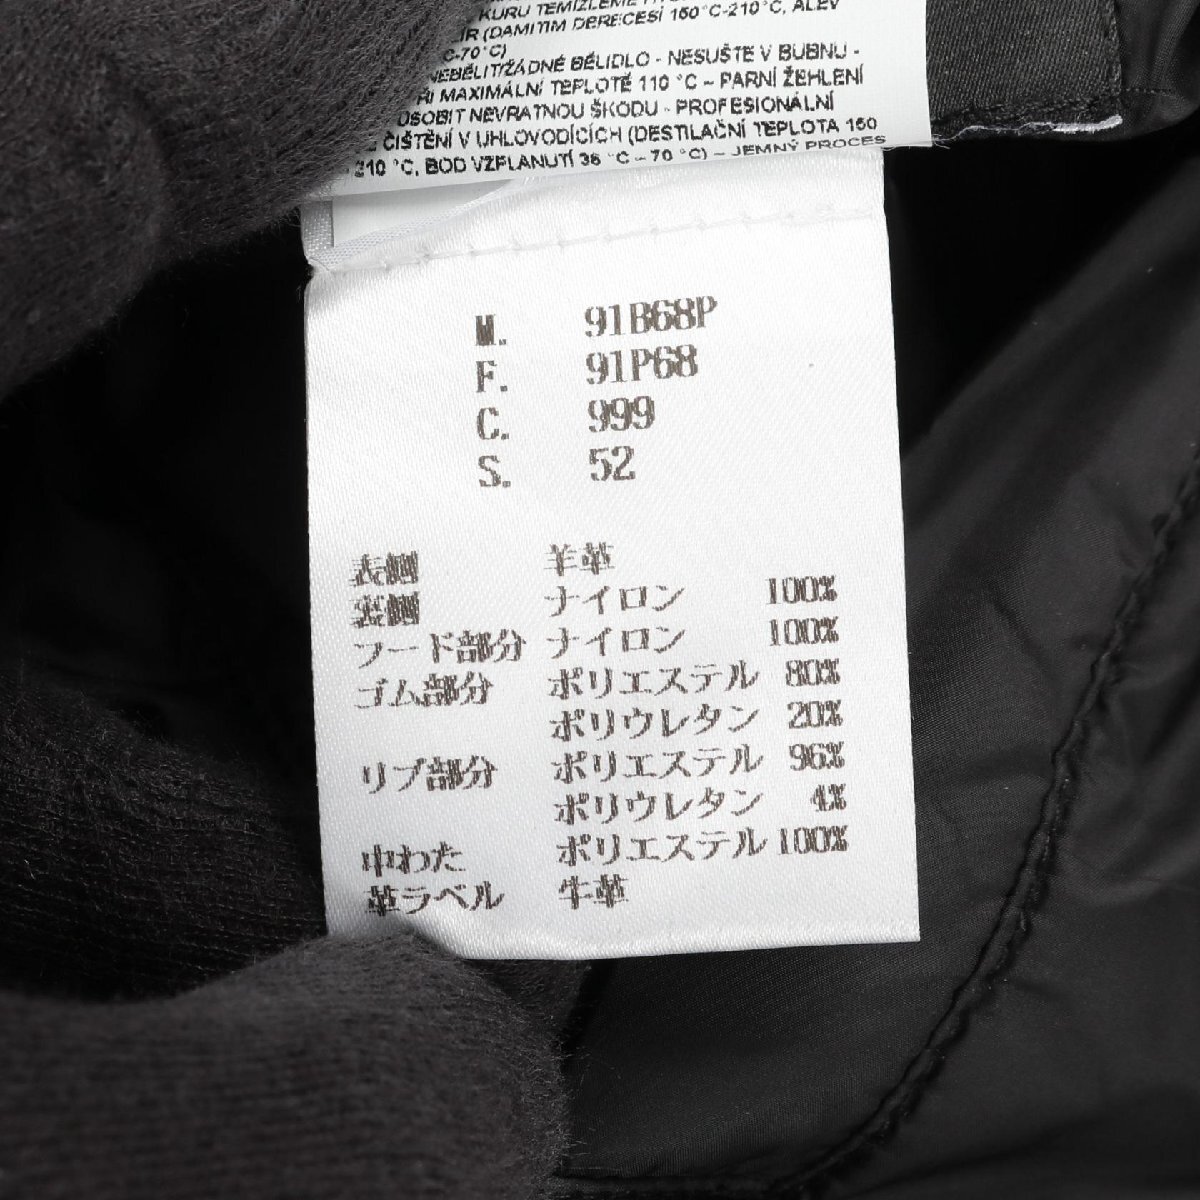 KURU TEMİZLEME
İR (DAMITIM DERECESİ 150°C-210°C, ALEV
°C-70°C)
NEBĚLIT/ŽÁDNÉ BĚLIDLO - NESUŠTE V BUBNU -
ŘI MAXIMÁLNÍ TEPLOTĚ 110 °C – PARNÍ ŽEHLENÍ
OSOBIT NEVRATNOU ŠKODU - PROFESIONÁLNÍ
ČIŠTĚNÍ V UHLOVODÍCÍCH (DESTILAČNÍ TEPLOTA 150
210 °C, BOD VZPLANUTÍ 38 °C – 70 °C) – JEMNÝ PROCES
M. 91B68P
F. 91P68
C. 999
S. 52
表側 羊革
裏側 ナイロン 100%
フード部分 ナイロン 100%
ゴム部分 ポリエステル 80%
ポリウレタン 20%
リブ部分 ポリエステル 96%
ポリウレタン 4%
中わた ポリエステル 100%
革ラベル 牛革